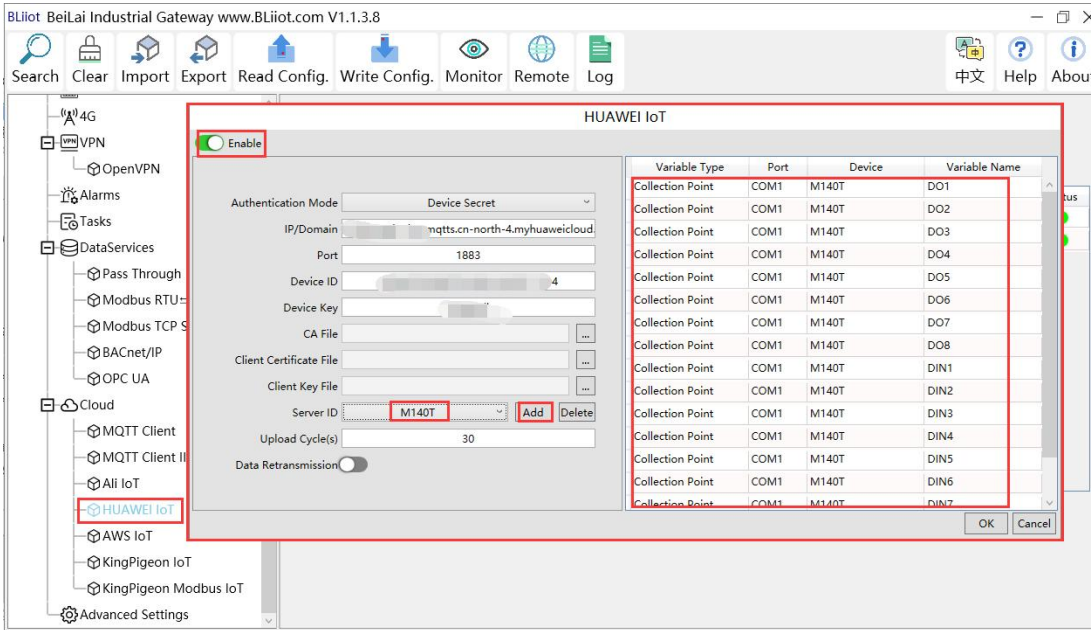 BLiiot BeiLai Industrial Gateway www.BLiiot.com V1.1.3.8
Search Clear Import Export Read Config. Write Config. Monitor Remote Log 中文 Help Abou
4G
VPN
OpenVPN
Alarms
Tasks
DataServices
Pass Through
Modbus RTU
Modbus TCP S
BACnet/IP
OPC UA
Cloud
MQTT Client
MQTT Client II
Ali IoT
HUAWEI IoT
AWS IoT
KingPigeon IoT
KingPigeon Modbus IoT
Advanced Settings
HUAWEI IoT
Enable
Authentication Mode Device Secret
IP/Domain mqtts.cn-north-4.myhuaweicloud.
Port 1883
Device ID 4
Device Key
CA File ...
Client Certificate File ...
Client Key File ...
Server ID M140T Add Delete
Upload Cycle(s) 30
Data Retransmission
Variable Type Port Device Variable Name
Collection Point COM1 M140T DO1
Collection Point COM1 M140T DO2
Collection Point COM1 M140T DO3
Collection Point COM1 M140T DO4
Collection Point COM1 M140T DO5
Collection Point COM1 M140T DO6
Collection Point COM1 M140T DO7
Collection Point COM1 M140T DO8
Collection Point COM1 M140T DIN1
Collection Point COM1 M140T DIN2
Collection Point COM1 M140T DIN3
Collection Point COM1 M140T DIN4
Collection Point COM1 M140T DIN5
Collection Point COM1 M140T DIN6
Collection Point COM1 M140T DIN7
OK Cancel
tus